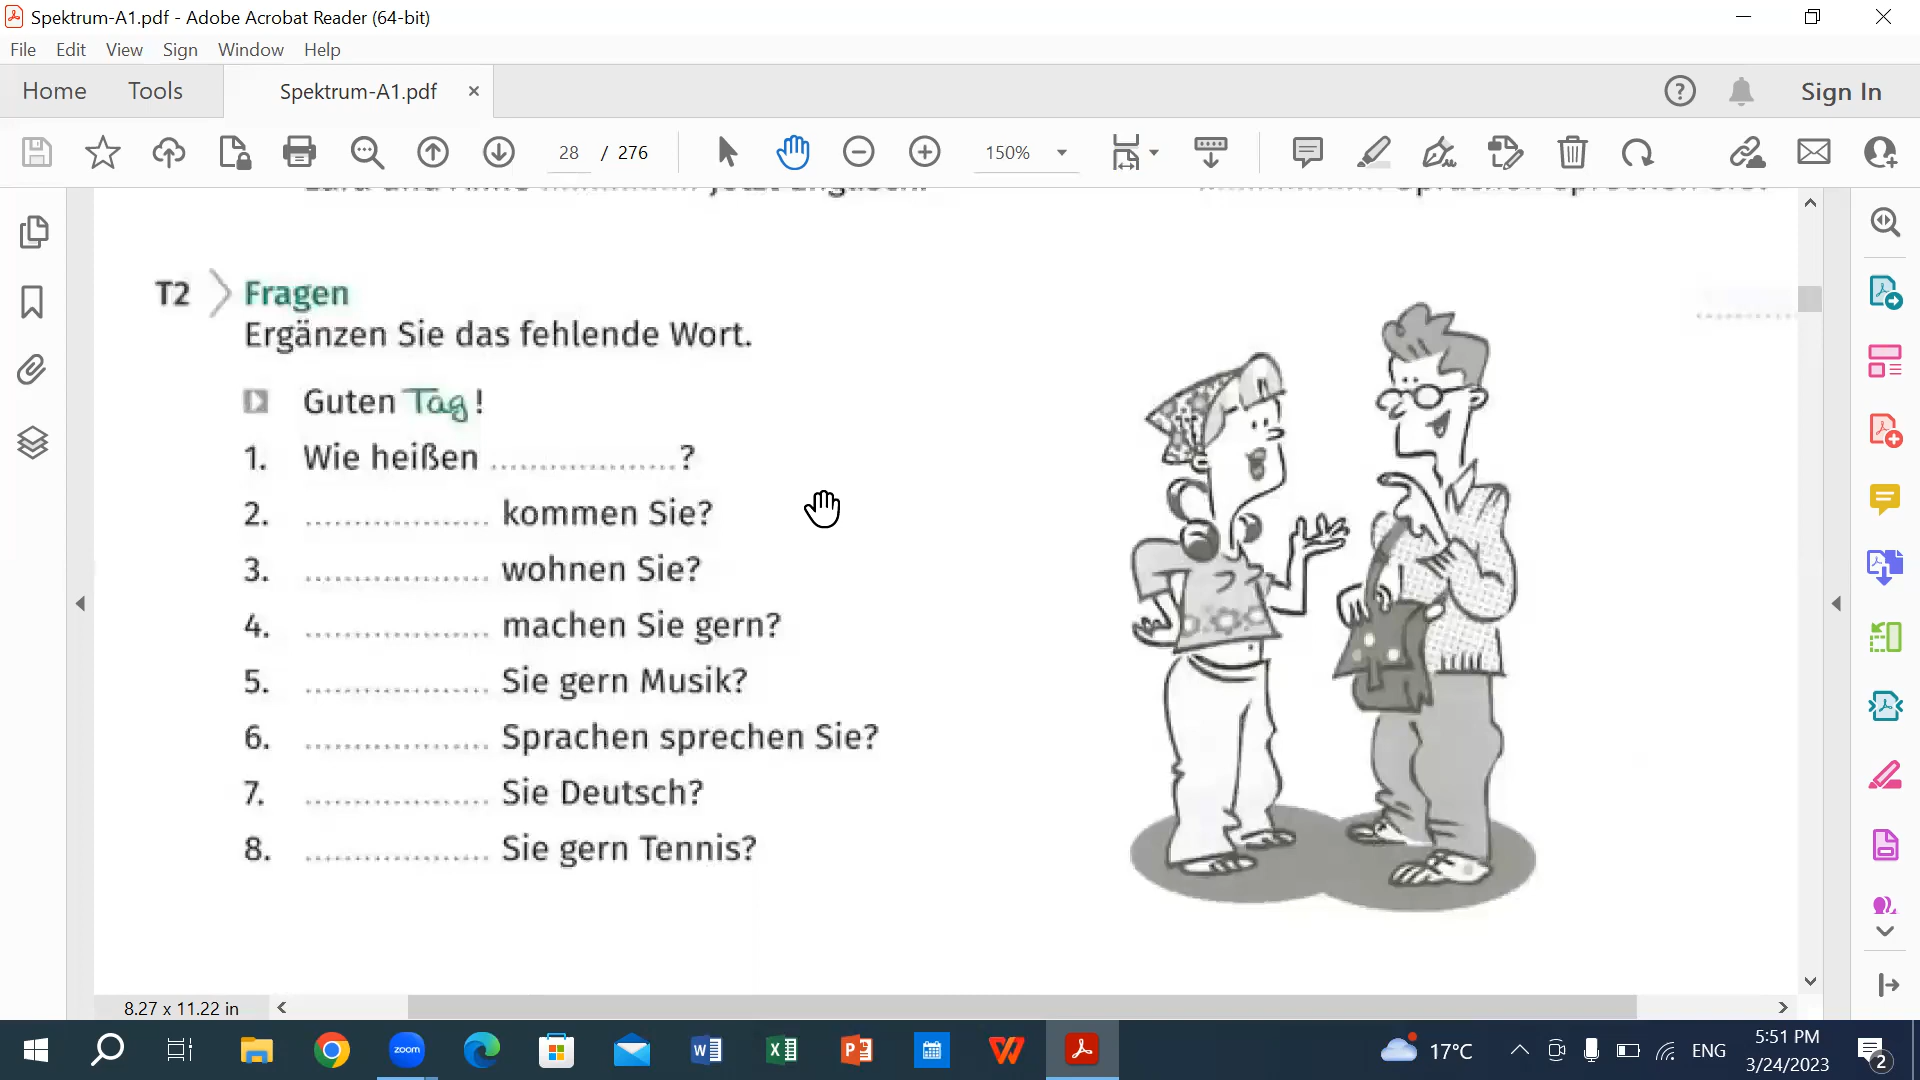 Spektrum-A1.pdf - Adobe Acrobat Reader (64-bit)
File Edit View Sign Window Help
Home Tools Spektrum-A1.pdf × Sign In
28 / 276 150%
T2 Fragen
Ergänzen Sie das fehlende Wort.
Guten Tag !
1. Wie heißen ................... ?
2. ................... kommen Sie?
3. ................... wohnen Sie?
4. ................... machen Sie gern?
5. ................... Sie gern Musik?
6. ................... Sprachen sprechen Sie?
7. ................... Sie Deutsch?
8. ................... Sie gern Tennis?
8.27 x 11.22 in
zoom
17°C ENG 5:51 PM
3/24/2023
2